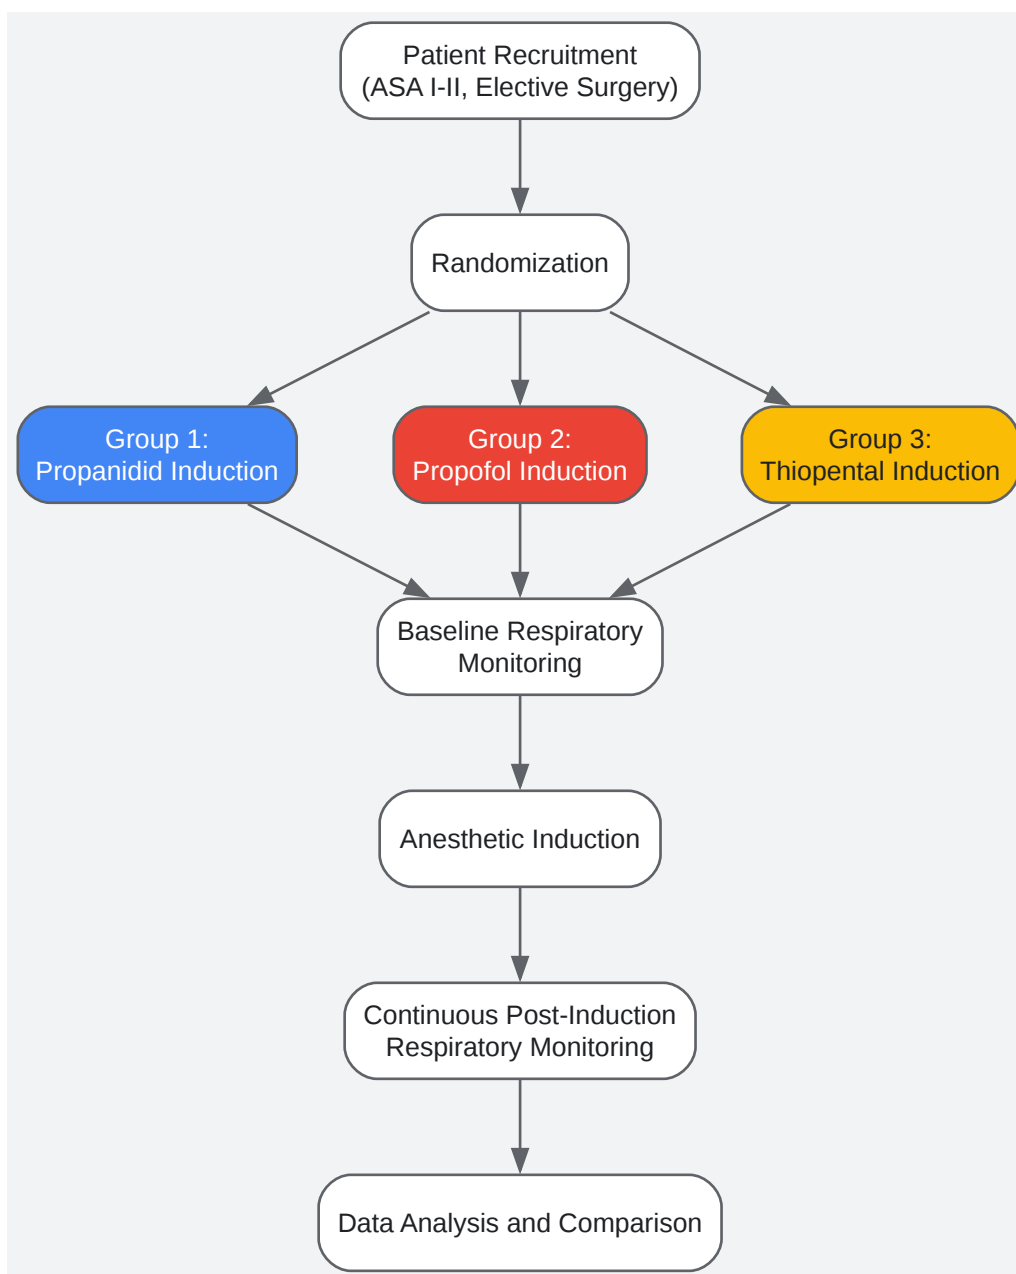 Patient Recruitment
(ASA I-II, Elective Surgery)
Randomization
Group 1:
Propanidid Induction
Group 2:
Propofol Induction
Group 3:
Thiopental Induction
Baseline Respiratory
Monitoring
Anesthetic Induction
Continuous Post-Induction
Respiratory Monitoring
Data Analysis and Comparison